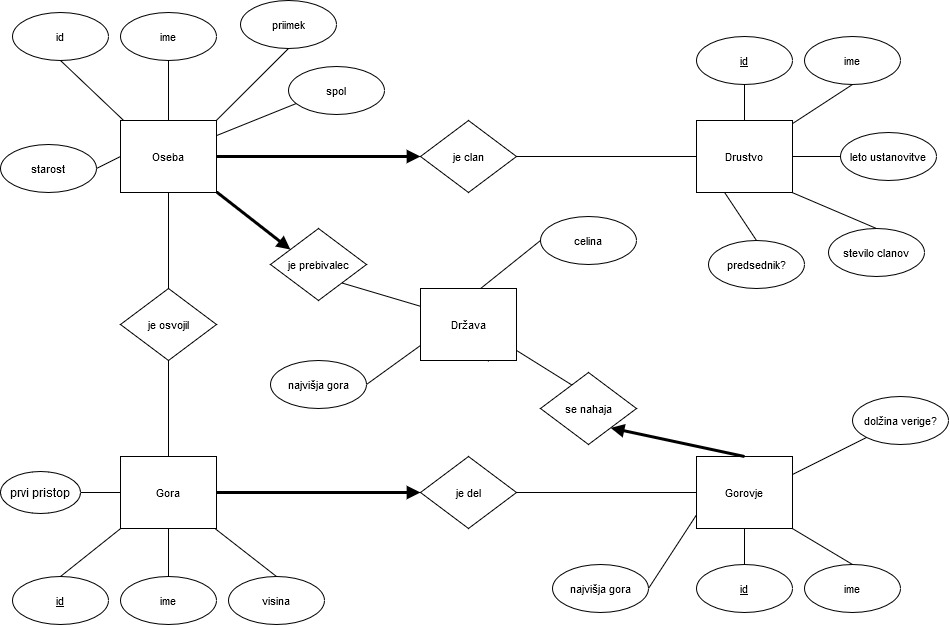 id
ime
priimek
spol
id
ime
starost
Oseba
je clan
Drustvo
leto ustanovitve
predsednik?
stevilo clanov
celina
je prebivalec
je osvojil
Država
najvišja gora
se nahaja
dolžina verige?
prvi pristop
Gora
je del
Gorovje
id
ime
visina
najvišja gora
id
ime